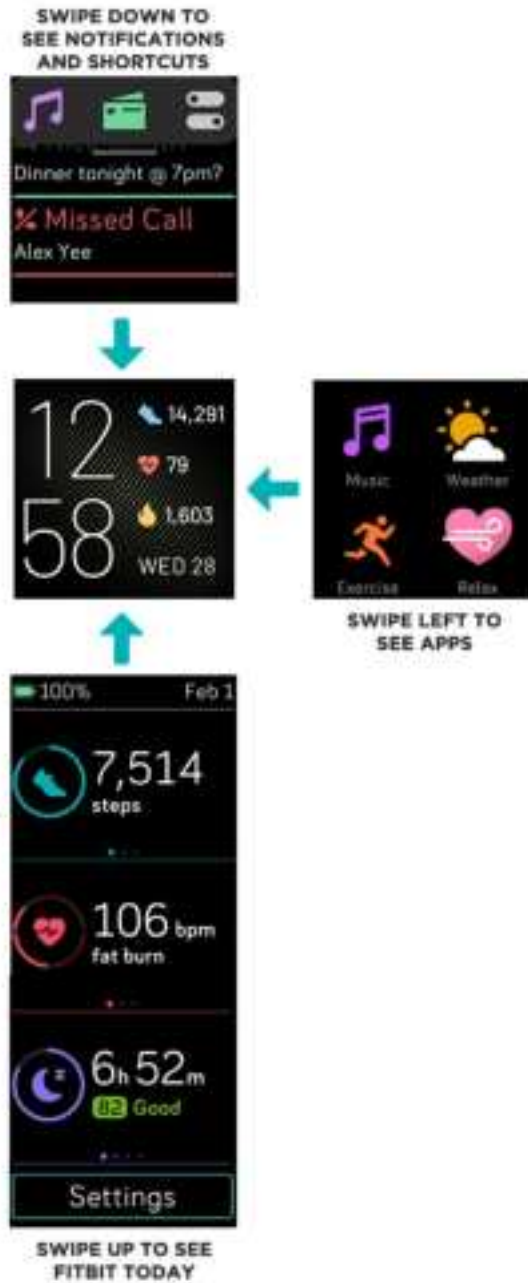 SWIPE DOWN TO
SEE NOTIFICATIONS
AND SHORTCUTS
Dinner tonight @ 7pm?
Missed Call
Alex Yee
12
58
14,291
79
1,603
WED 28
Music
Weather
Exercise
Relax
SWIPE LEFT TO
SEE APPS
100%
Feb 1
7,514
steps
106 bpm
fat burn
6h 52m
82 Good
Settings
SWIPE UP TO SEE
FITBIT TODAY